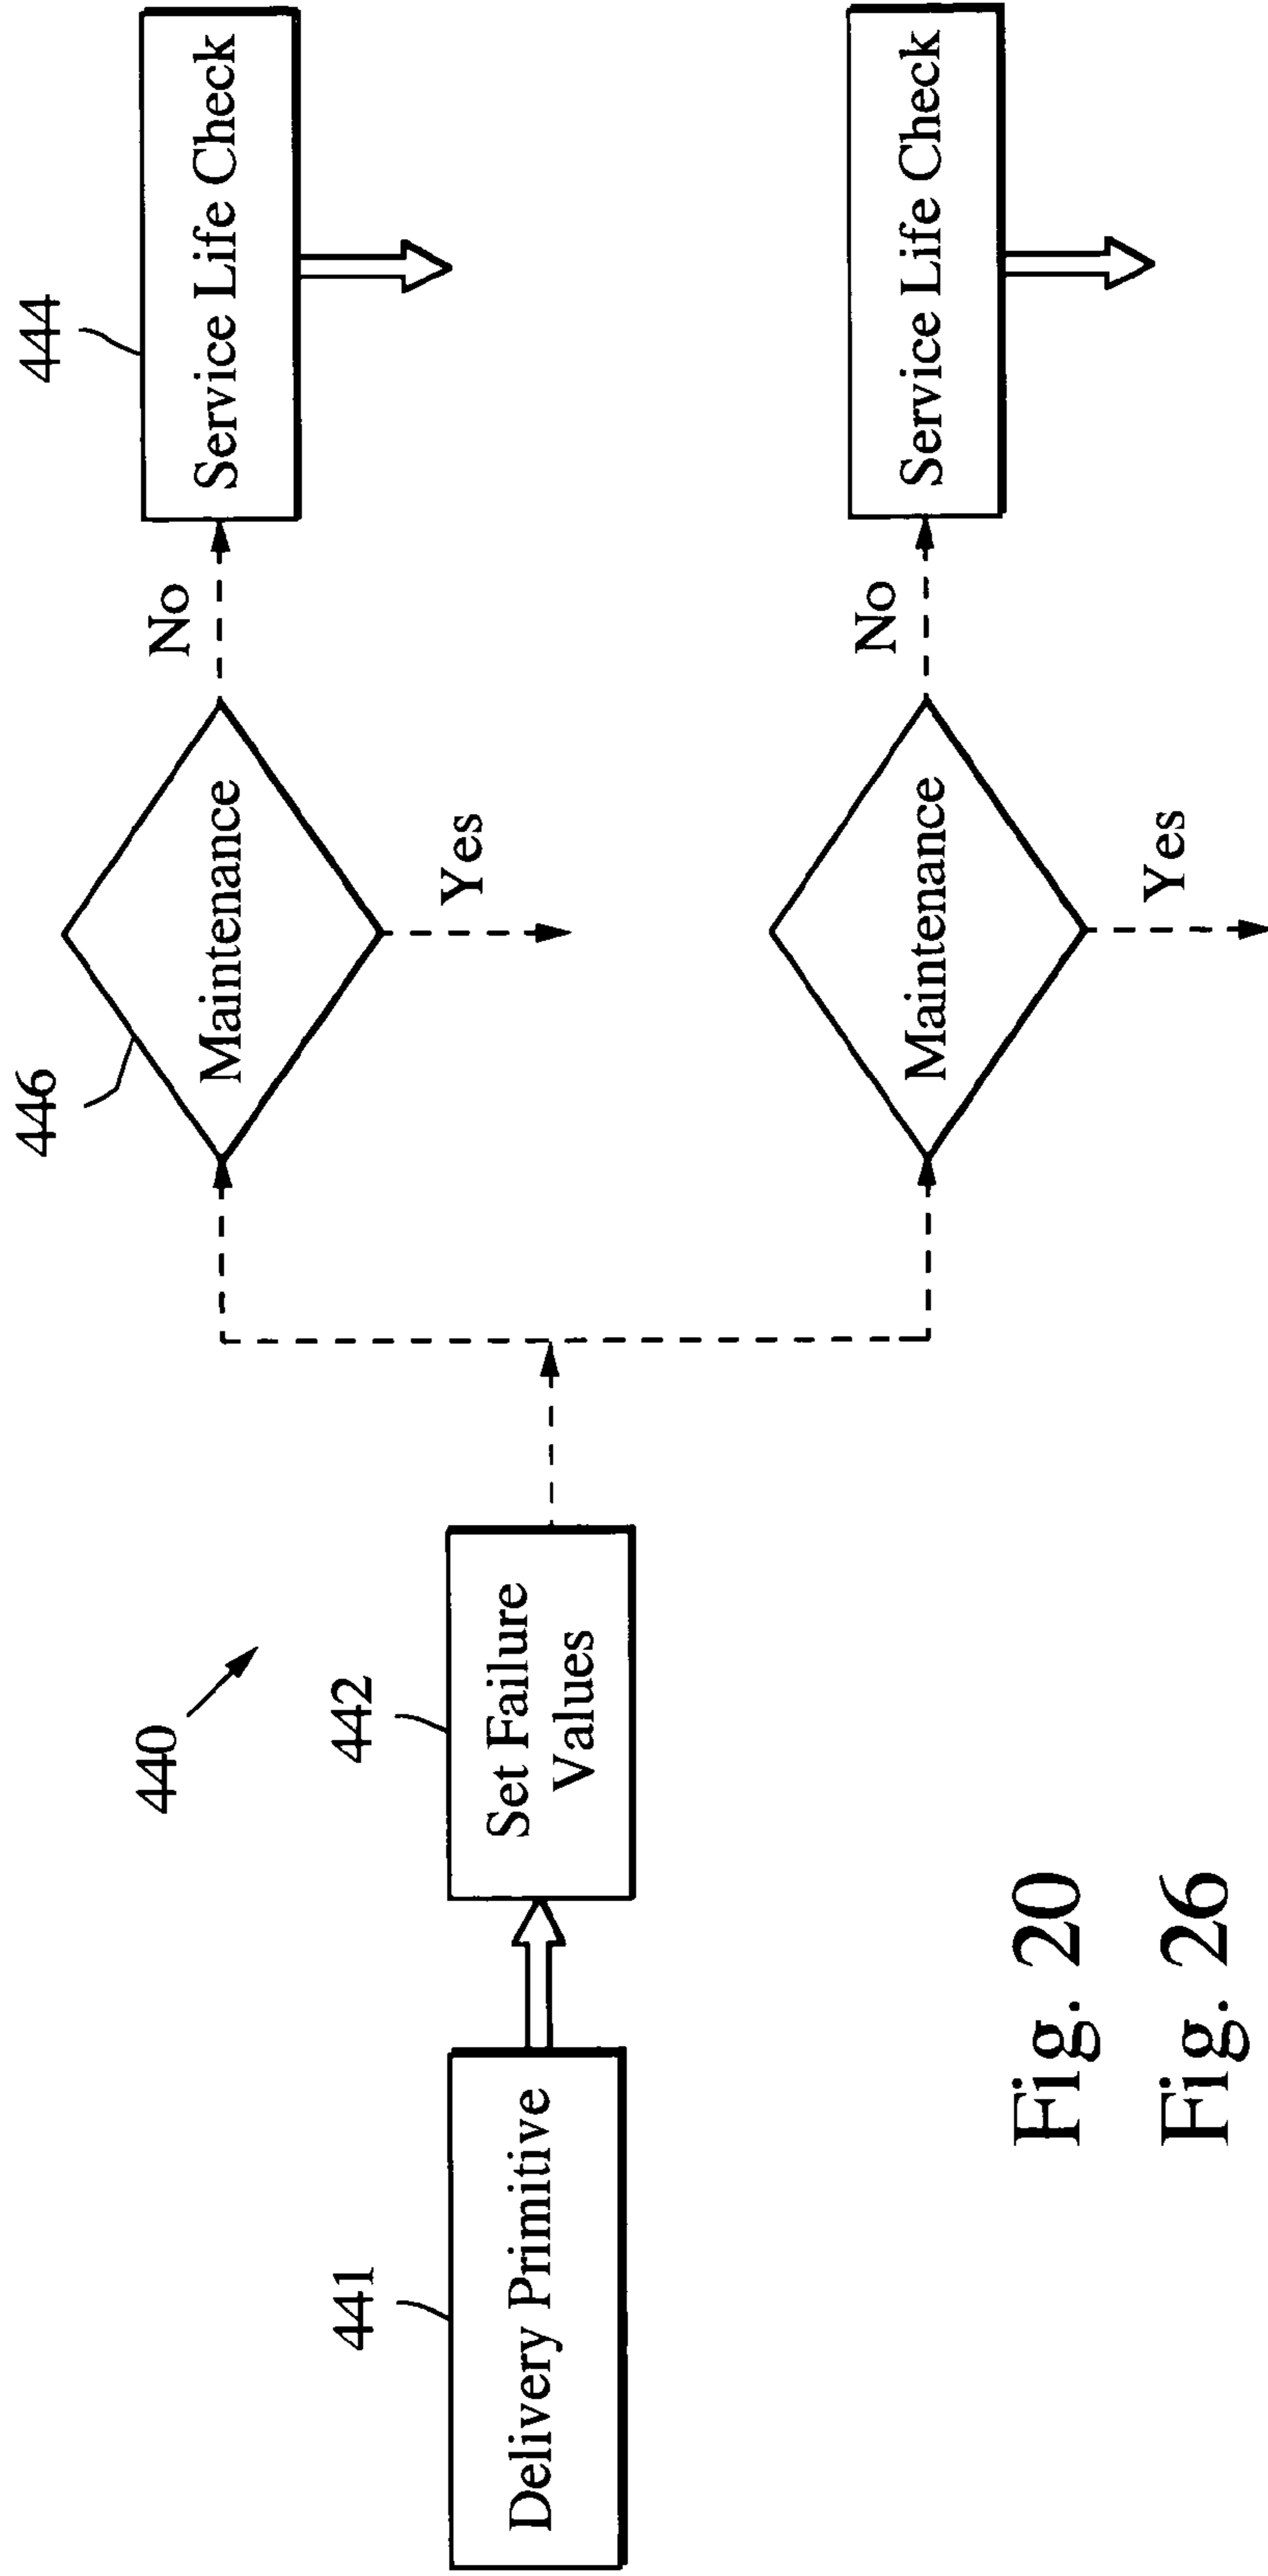 440
441
Delivery Primitive
442
Set Failure
Values
446
Maintenance
No
Yes
444
Service Life Check
Maintenance
No
Yes
Service Life Check
Fig. 20
Fig. 26